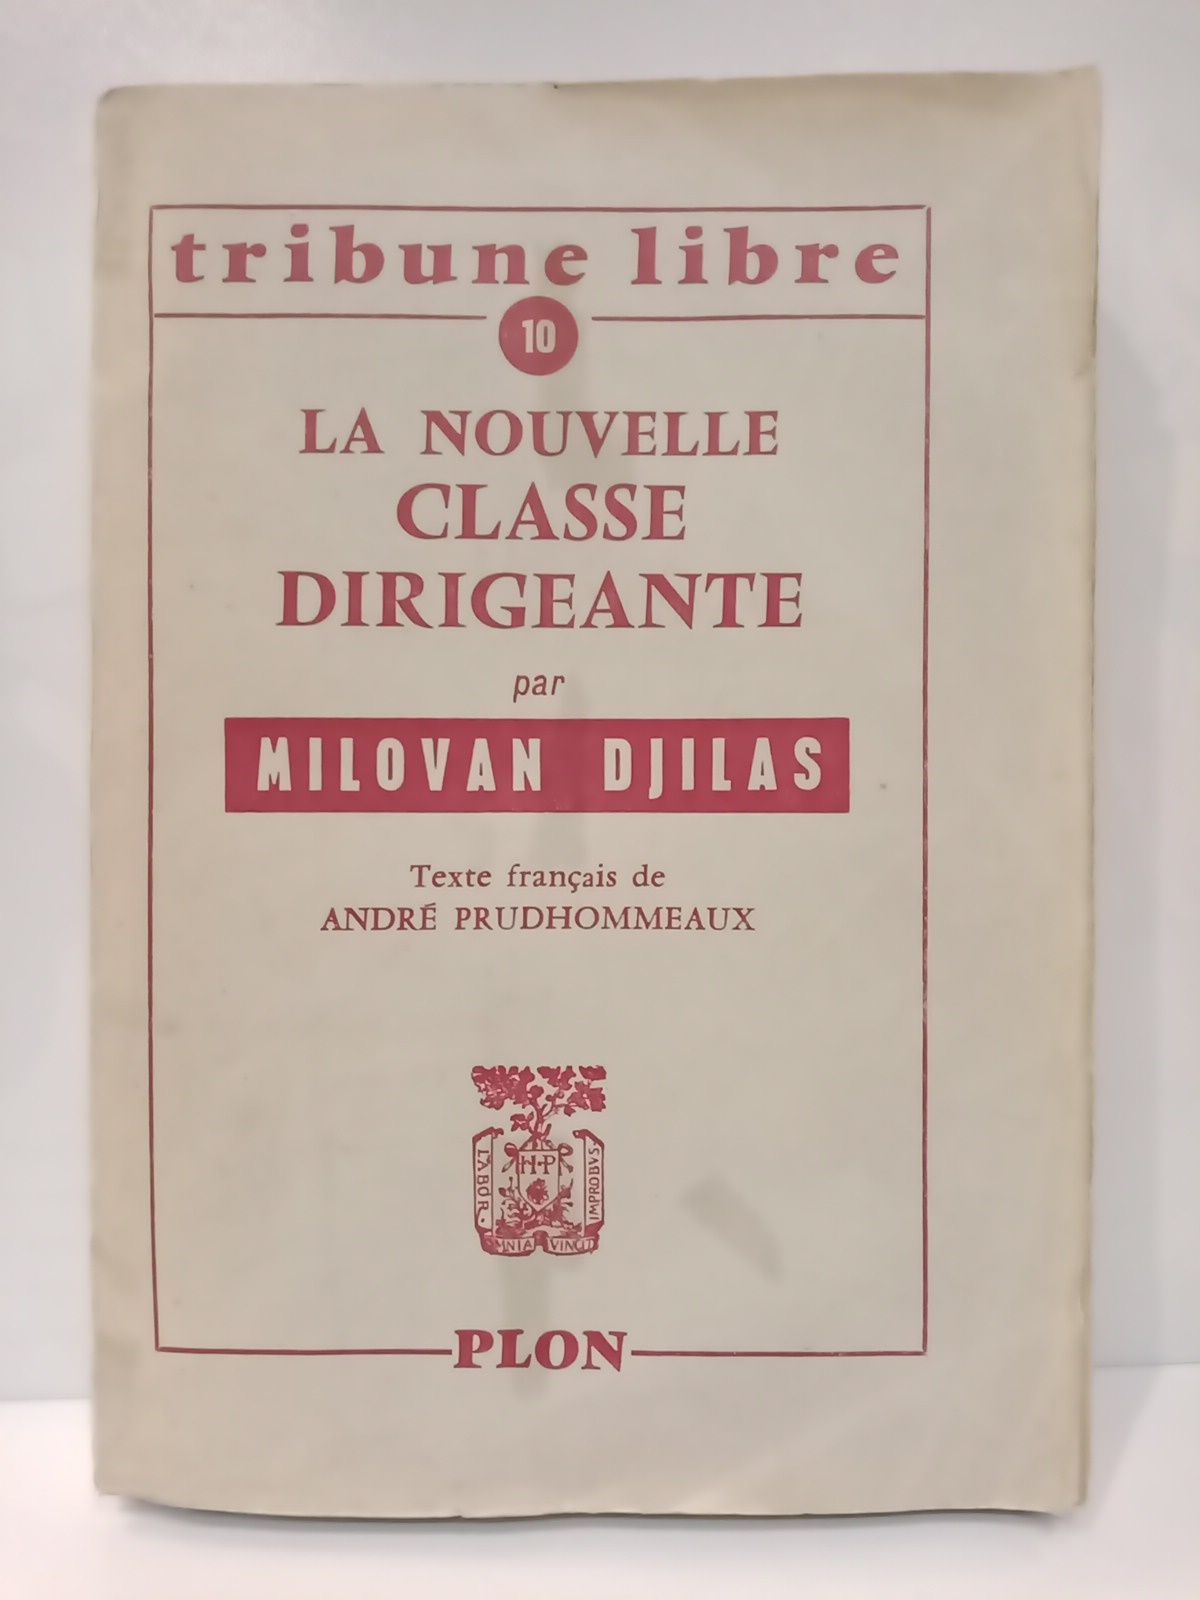 tribune libre
10
LA NOUVELLE
CLASSE
DIRIGEANTE
par
MILOVAN DJILAS
Texte français de
ANDRÉ PRUDHOMMEAUX
H·P
LABOR·
IMPROBVS·
OMNIA VINCIT
PLON